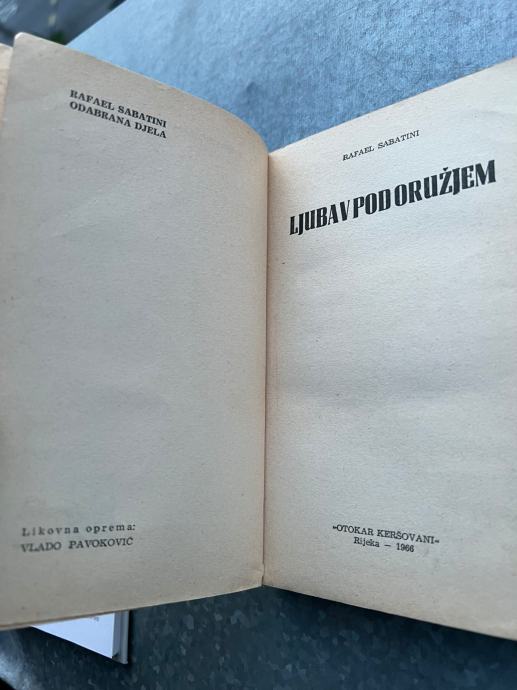 RAFAEL SABATINI
ODABRANA DJELA
Likovna oprema:
VLADO PAVOKOVIĆ
RAFAEL SABATINI
LJUBAV POD ORUŽJEM
»OTOKAR KERŠOVANI«
Rijeka — 1966